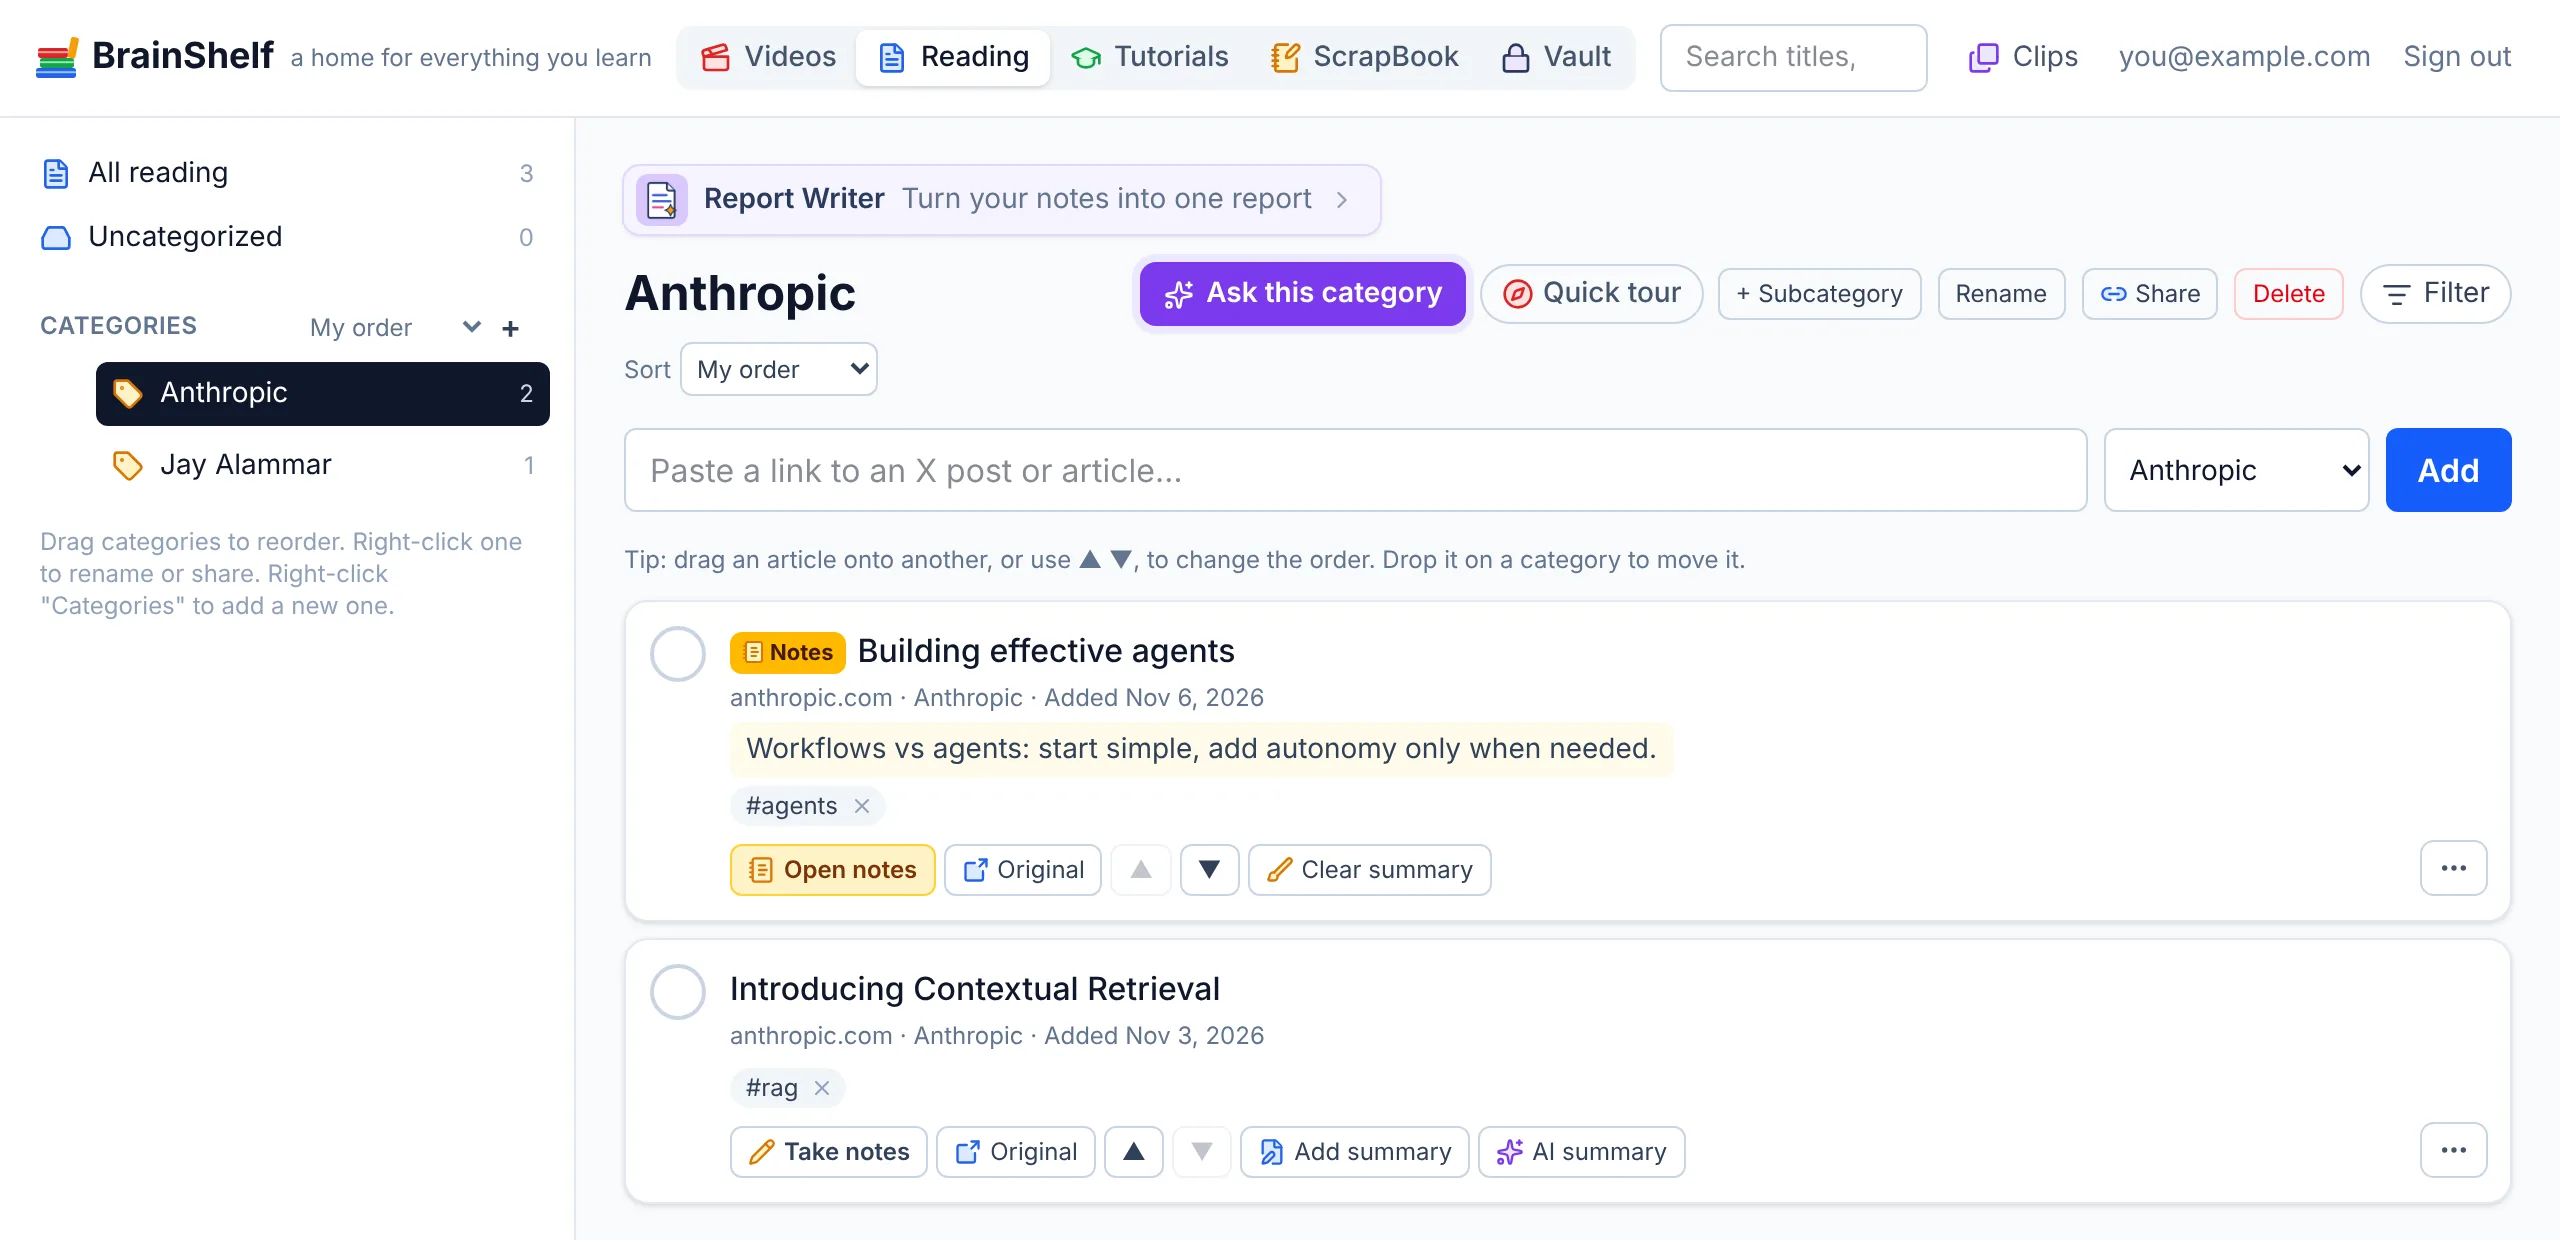 BrainShelf a home for everything you learn Videos Reading Tutorials ScrapBook Vault Search titles, Clips you@example.com Sign out
All reading 3
Uncategorized 0
CATEGORIES My order +
Anthropic 2
Jay Alammar 1
Drag categories to reorder. Right-click one
to rename or share. Right-click
"Categories" to add a new one.
Report Writer Turn your notes into one report
Anthropic Ask this category Quick tour + Subcategory Rename Share Delete Filter
Sort My order
Paste a link to an X post or article... Anthropic Add
Tip: drag an article onto another, or use ▲ ▼, to change the order. Drop it on a category to move it.
Notes Building effective agents
anthropic.com · Anthropic · Added Nov 6, 2026
Workflows vs agents: start simple, add autonomy only when needed.
#agents ×
Open notes Original ▲ ▼ Clear summary ...
Introducing Contextual Retrieval
anthropic.com · Anthropic · Added Nov 3, 2026
#rag ×
Take notes Original ▲ ▼ Add summary AI summary ...